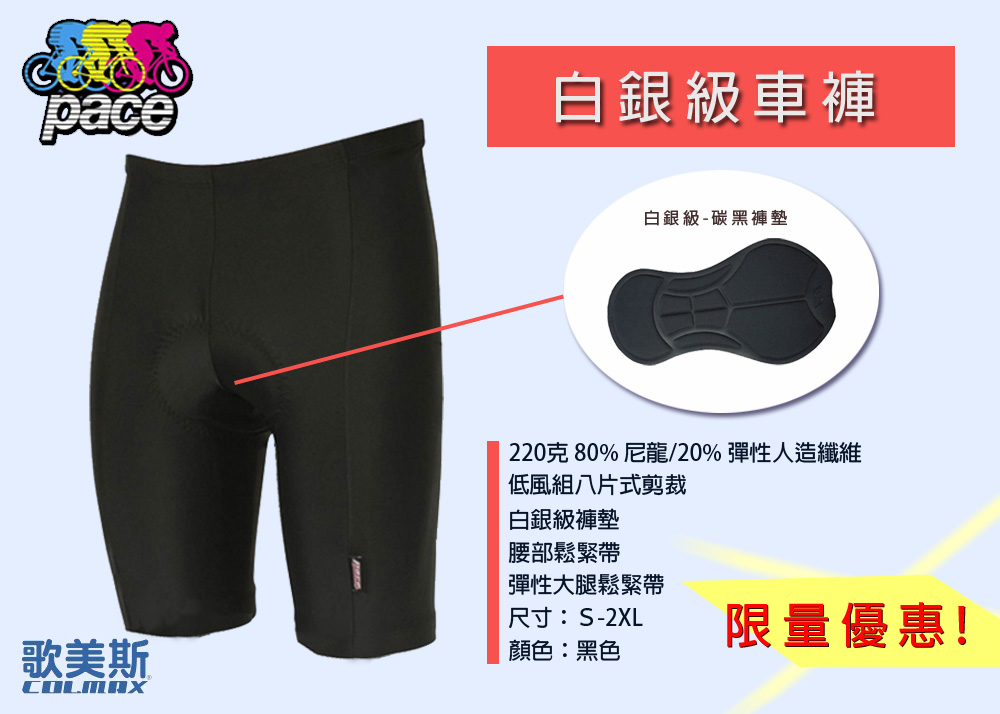 pace
白銀級車褲
白銀級-碳黑褲墊
220克 80% 尼龍/20% 彈性人造纖維
低風組八片式剪裁
白銀級褲墊
腰部鬆緊帶
彈性大腿鬆緊帶
尺寸：S-2XL
顏色：黑色
限量優惠!
歌美斯
COLMAX®